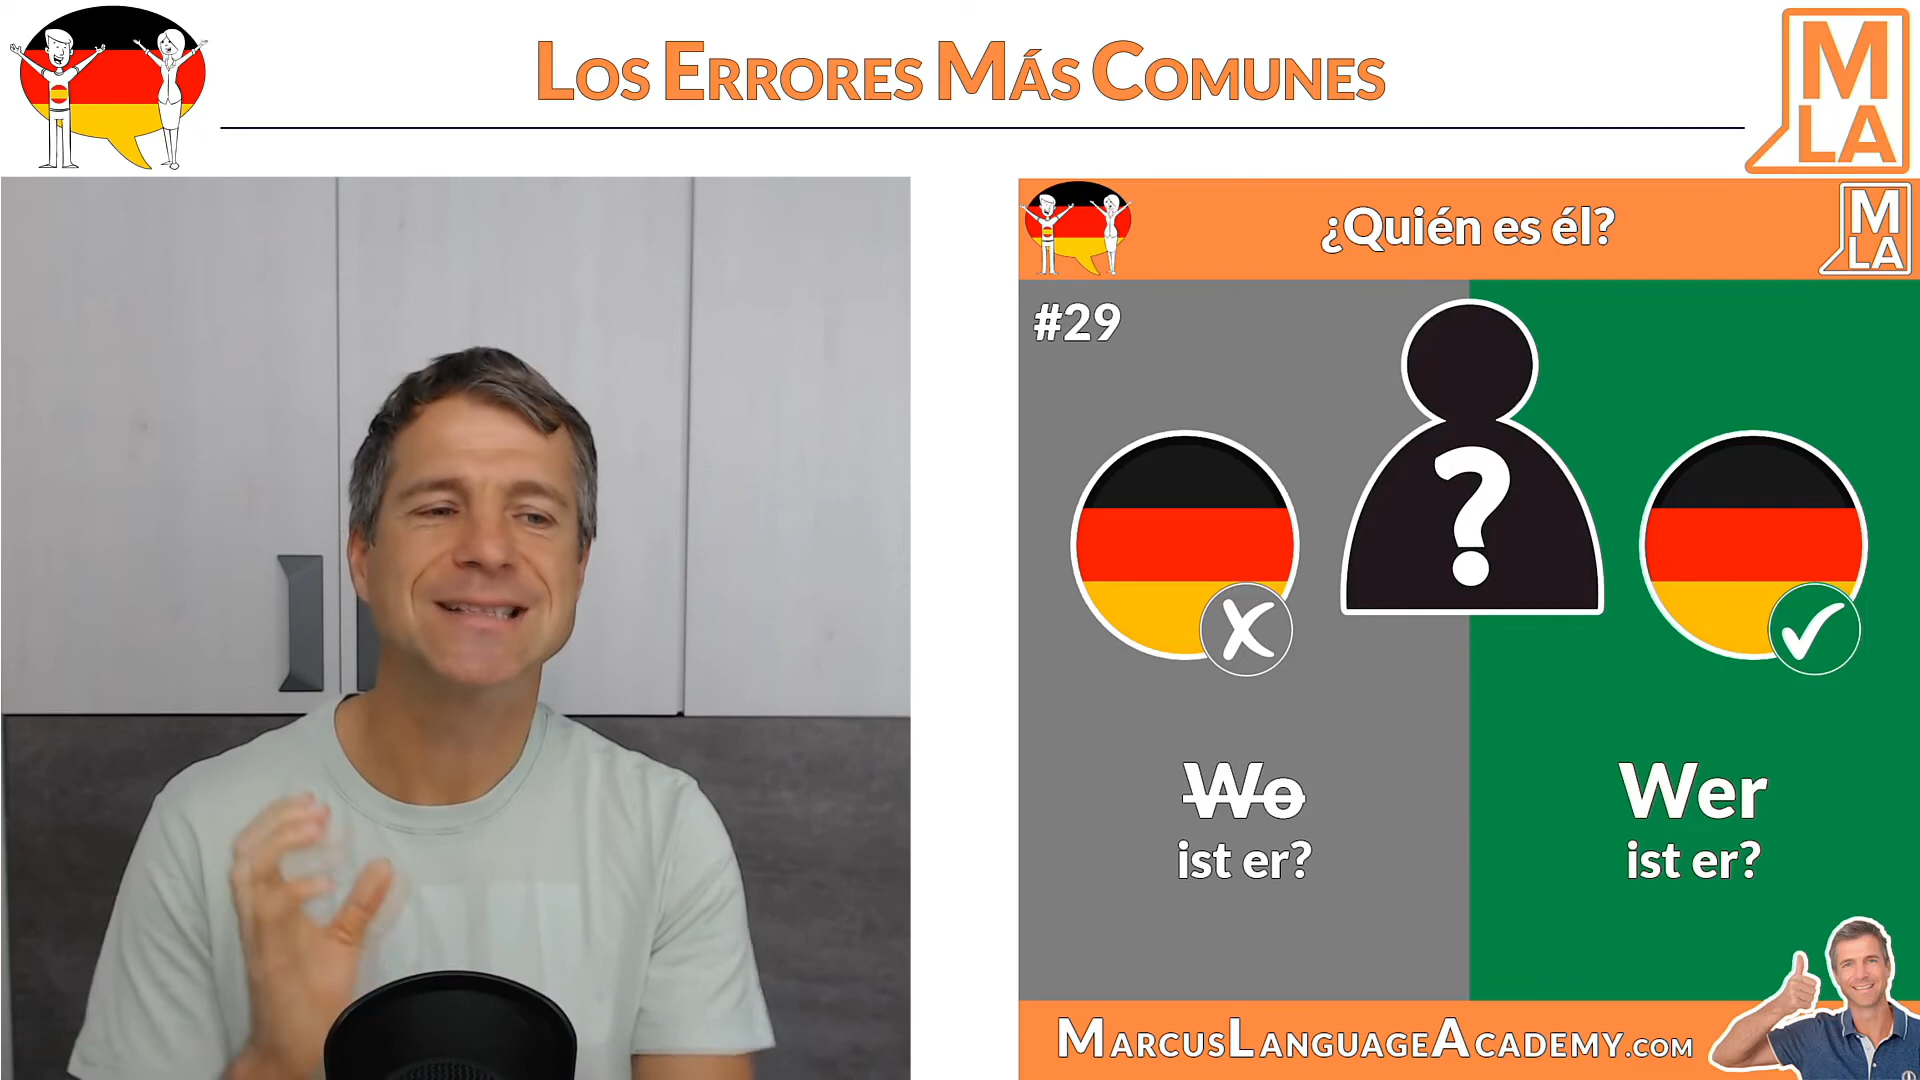 Los Errores Más Comunes
M
LA
¿Quién es él?
M
LA
#29
?
Wo
ist er?
Wer
ist er?
MarcusLanguageAcademy.com